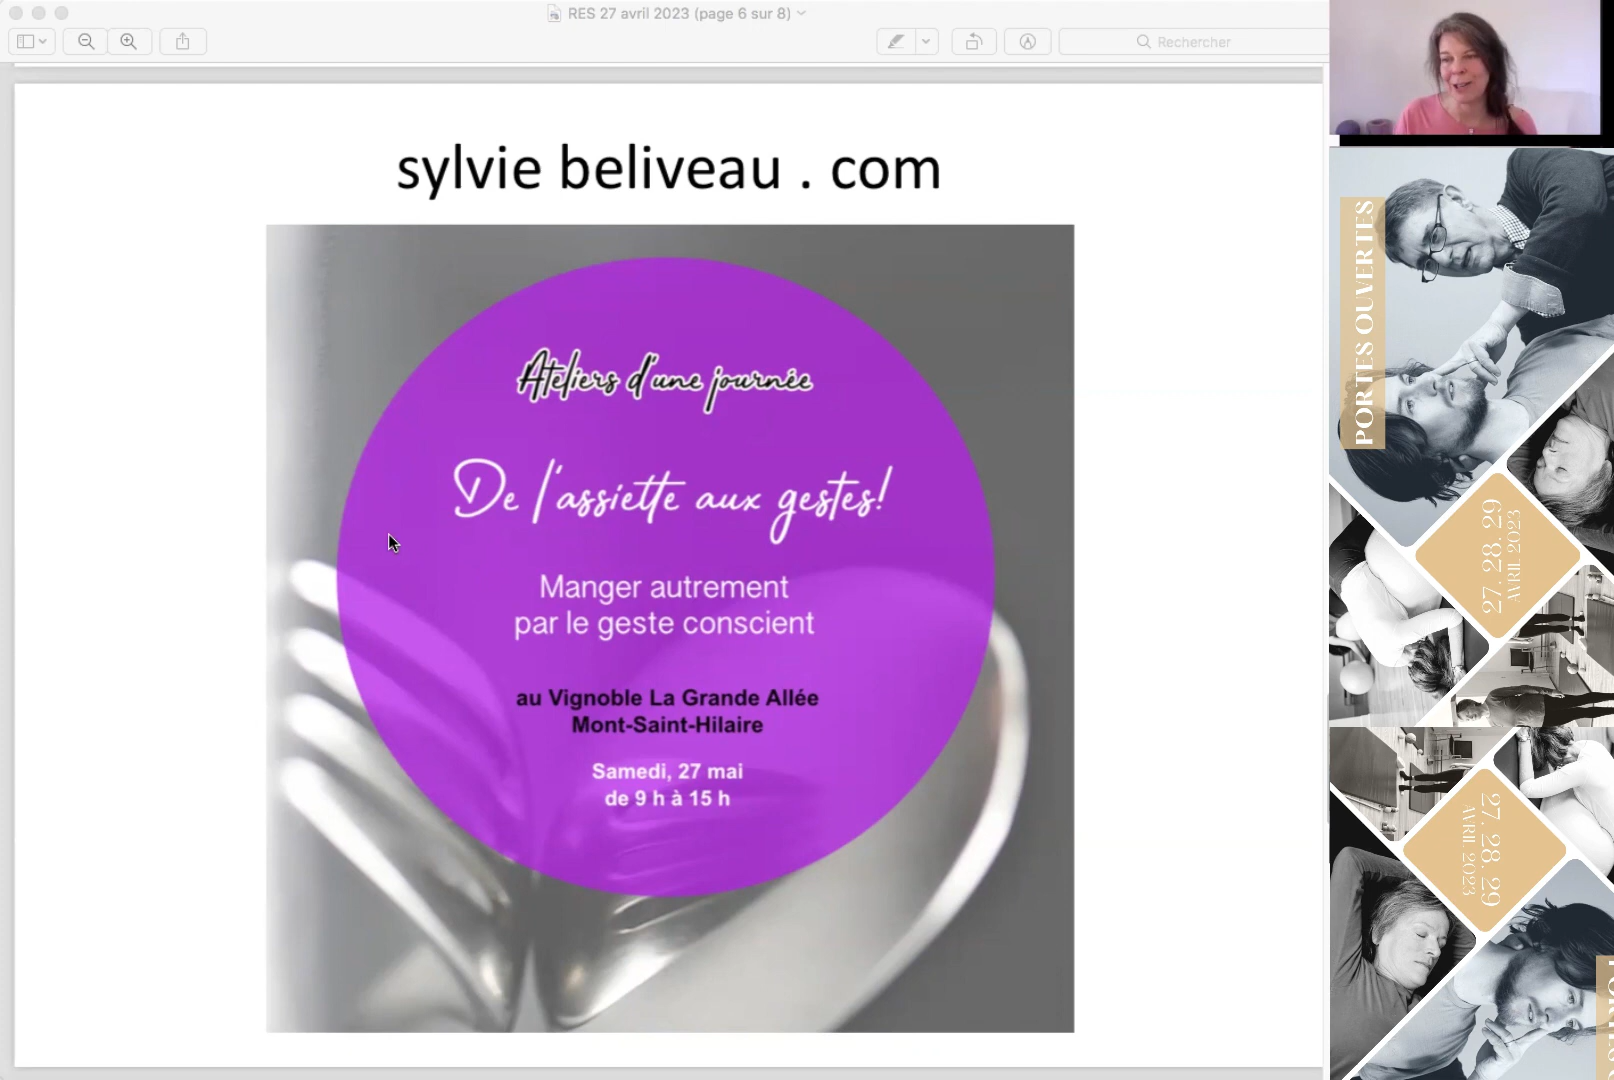 RES 27 avril 2023 (page 6 sur 8)
Rechercher
sylvie beliveau . com
Ateliers d'une journée
De l'assiette aux gestes!
Manger autrement
par le geste conscient
au Vignoble La Grande Allée
Mont-Saint-Hilaire
Samedi, 27 mai
de 9 h à 15 h
PORTES OUVERTES
27. 28. 29
AVRIL 2023
27. 28. 29
AVRIL 2023